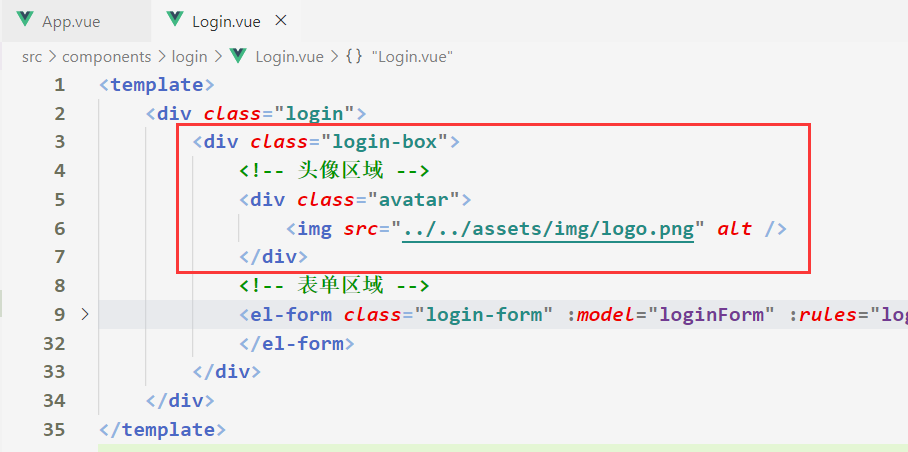 App.vue
Login.vue ×
src > components > login > Login.vue > {} "Login.vue"
1 <template>
2 <div class="login">
3 <div class="login-box">
4 <!-- 头像区域 -->
5 <div class="avatar">
6 <img src="../../assets/img/logo.png" alt />
7 </div>
8 <!-- 表单区域 -->
9 > <el-form class="login-form" :model="loginForm" :rules="log
32 </el-form>
33 </div>
34 </div>
35 </template>